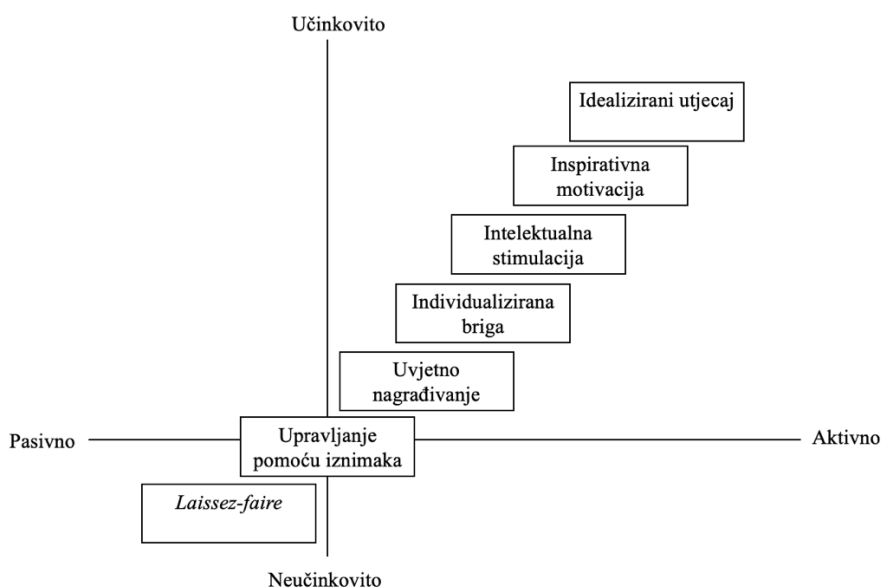 Učinkovito
Idealizirani utjecaj
Inspirativna
motivacija
Intelektualna
stimulacija
Individualizirana
briga
Uvjetno
nagrađivanje
Pasivno
Upravljanje
pomoću iznimaka
Aktivno
Laissez-faire
Neučinkovito